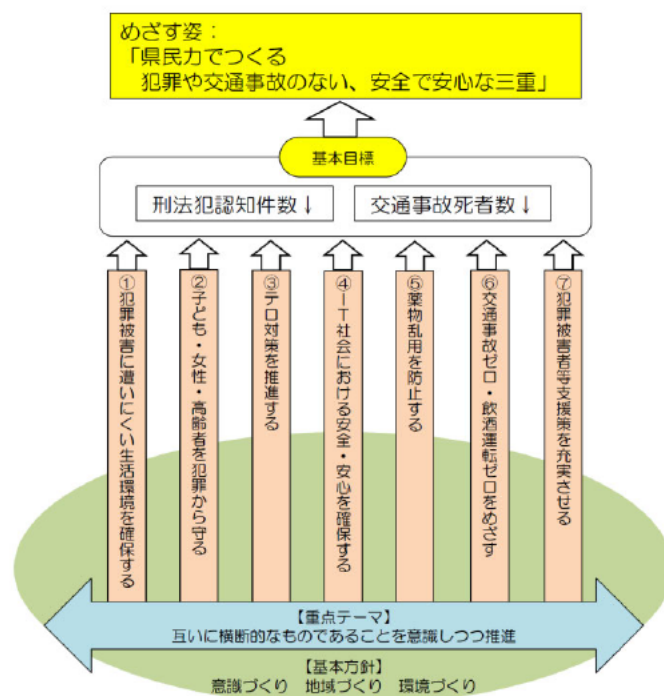 めざす姿：
「県民力でつくる
犯罪や交通事故のない、安全で安心な三重」
基本目標
刑法犯認知件数↓
交通事故死者数↓
①犯罪被害に遭いにくい生活環境を確保する
②子ども・女性・高齢者を犯罪から守る
③テロ対策を推進する
④IT社会における安全・安心を確保する
⑤薬物乱用を防止する
⑥交通事故ゼロ・飲酒運転ゼロをめざす
⑦犯罪被害者等支援策を充実させる
【重点テーマ】
互いに横断的なものであることを意識しつつ推進
【基本方針】
意識づくり　地域づくり　環境づくり